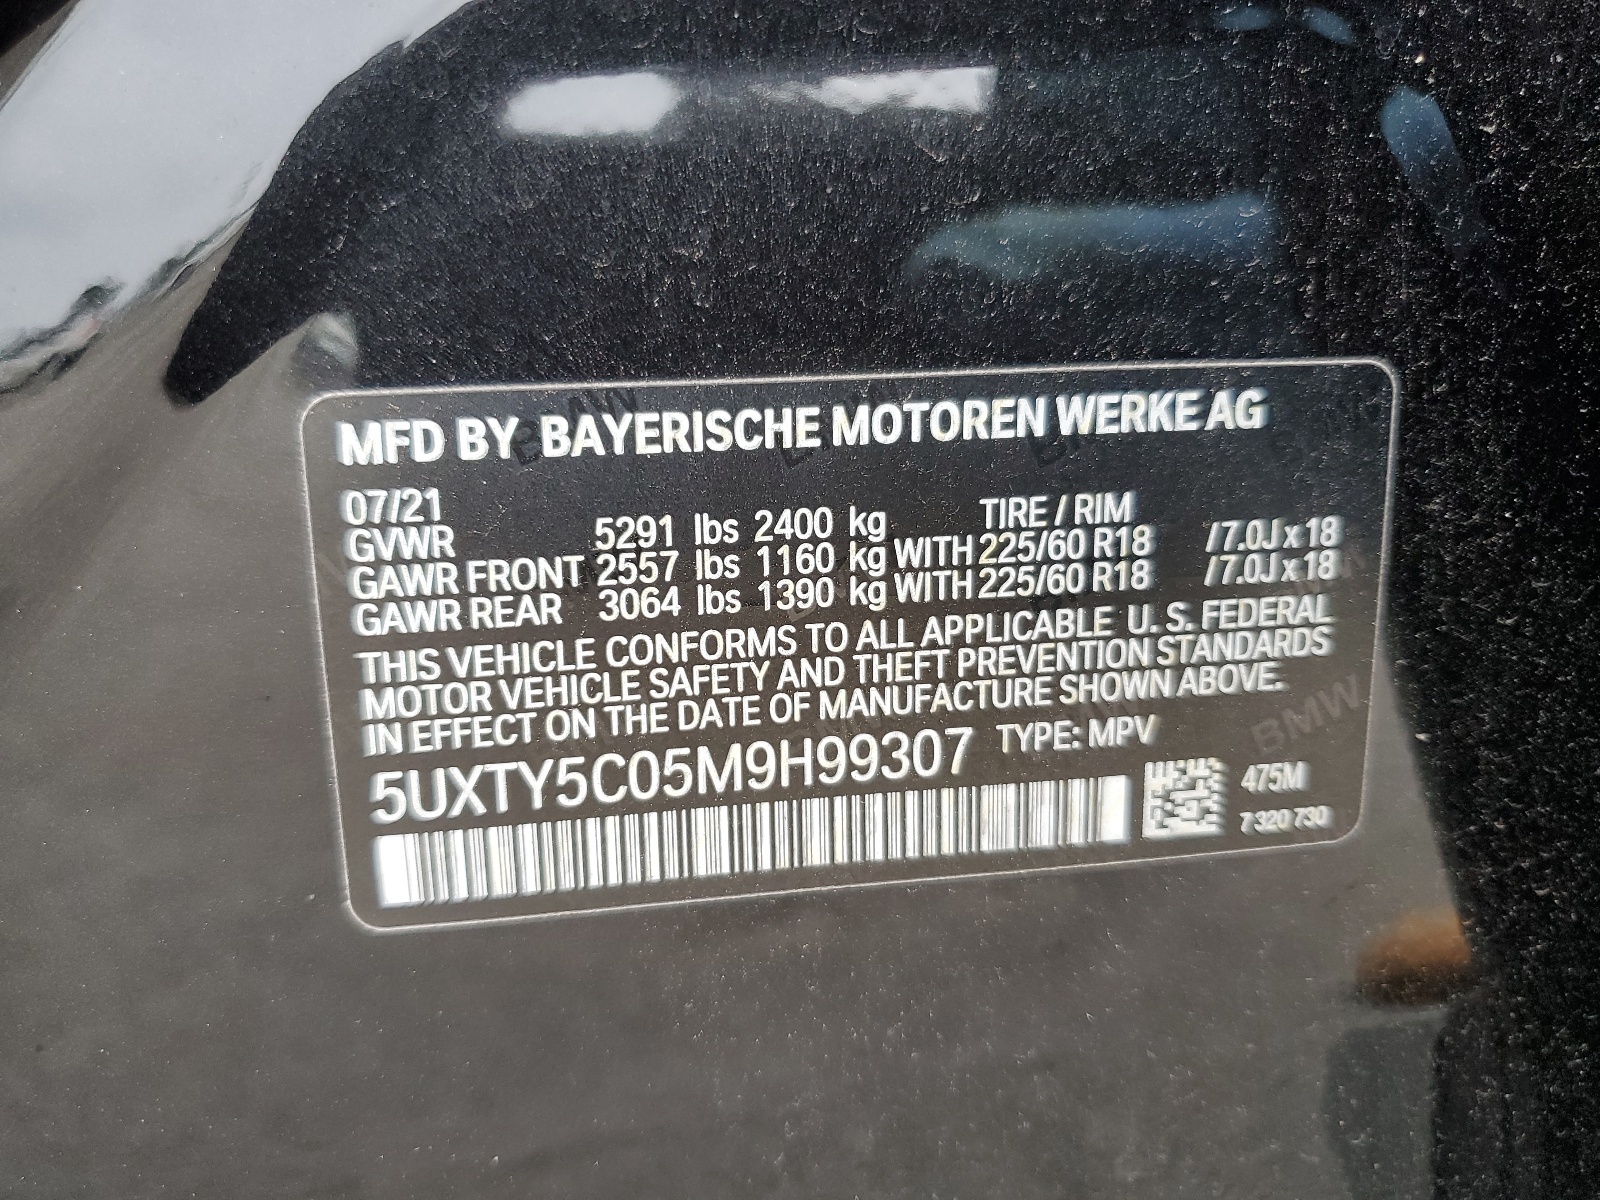 MFD BY BAYERISCHE MOTOREN WERKE AG
07/21 TIRE / RIM
GVWR 5291 lbs 2400 kg
GAWR FRONT 2557 lbs 1160 kg WITH 225/60 R18 / 7.0J x 18
GAWR REAR 3064 lbs 1390 kg WITH 225/60 R18 / 7.0J x 18
THIS VEHICLE CONFORMS TO ALL APPLICABLE U. S. FEDERAL
MOTOR VEHICLE SAFETY AND THEFT PREVENTION STANDARDS
IN EFFECT ON THE DATE OF MANUFACTURE SHOWN ABOVE.
5UXTY5C05M9H99307 TYPE: MPV
475M
7 320 730
BMW